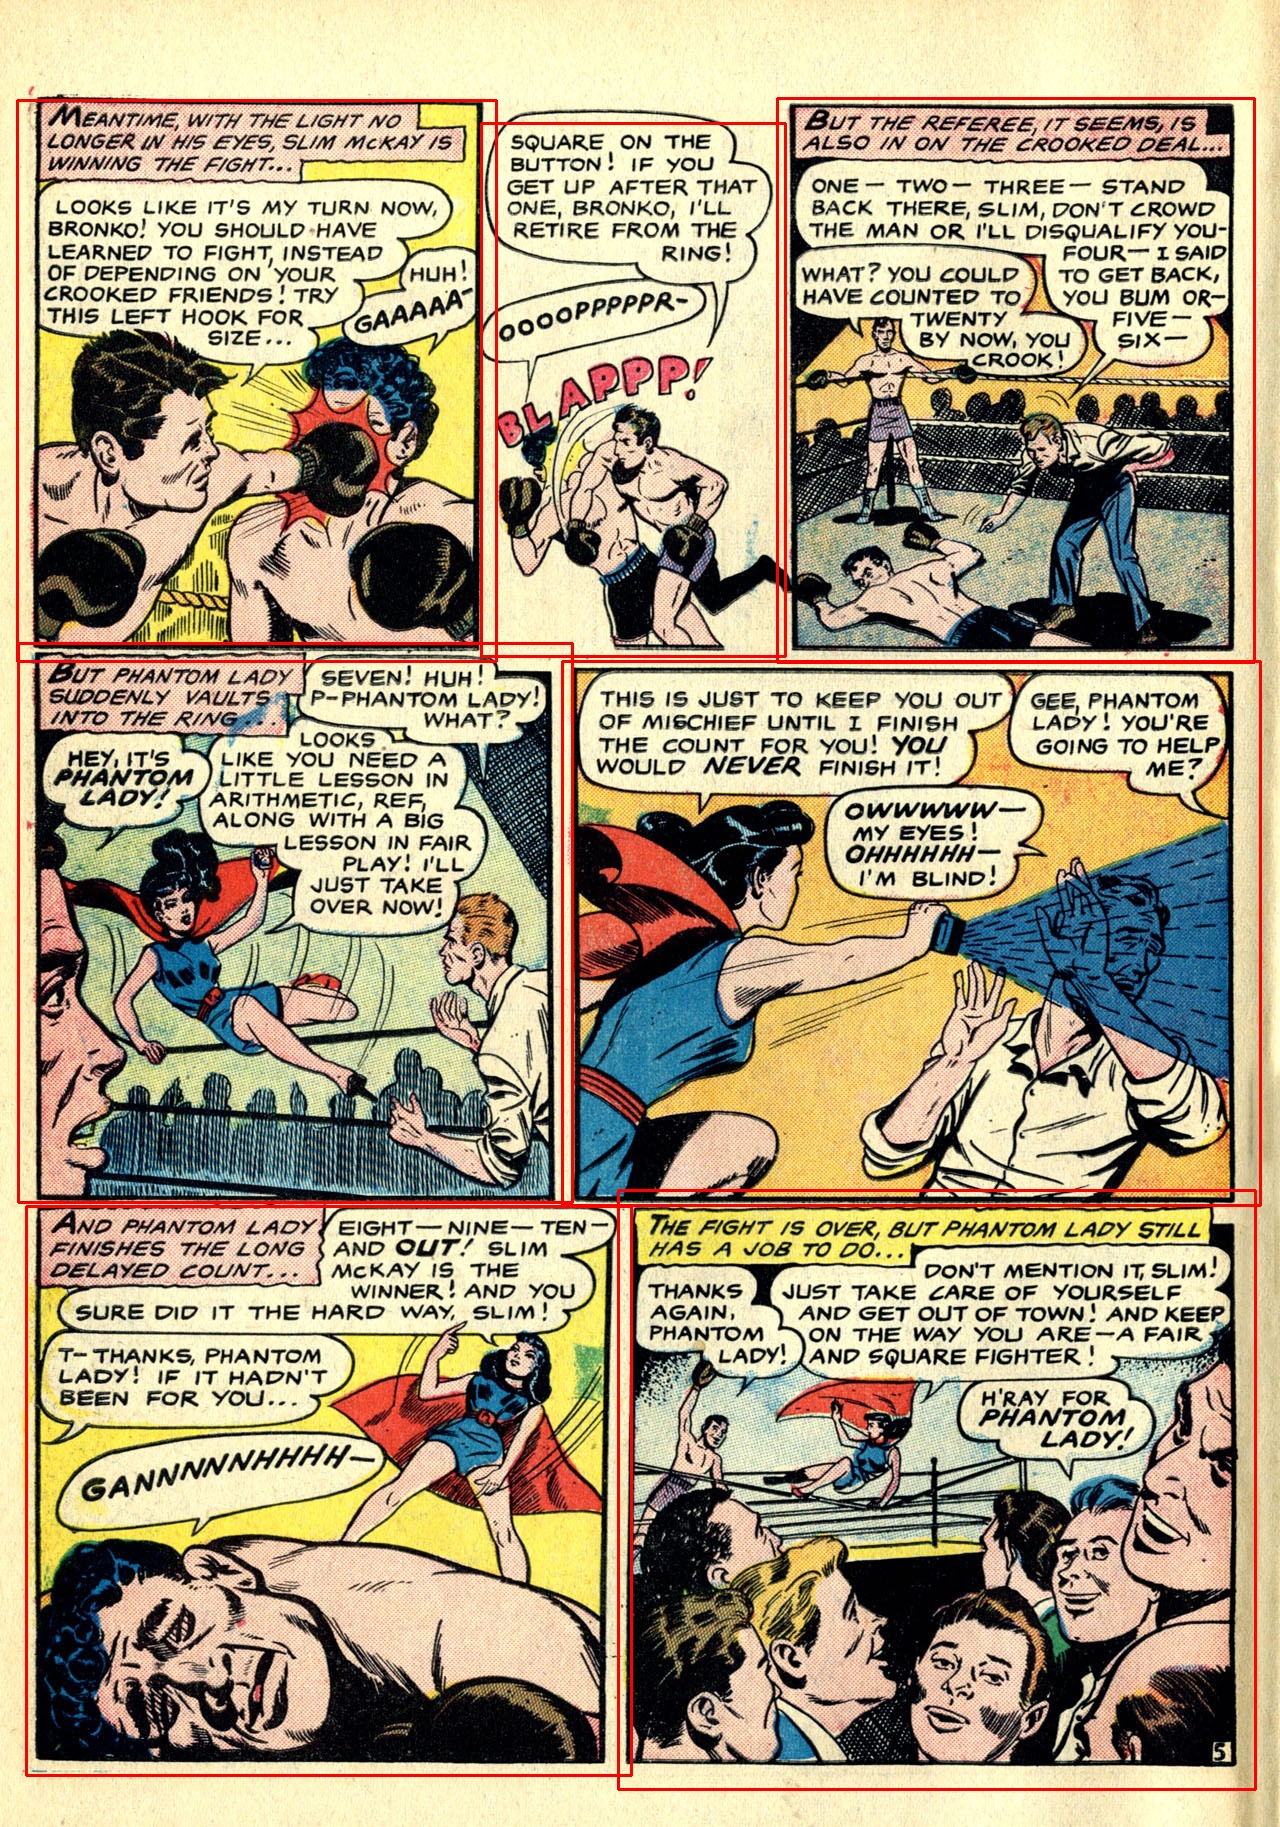 MEANTIME, WITH THE LIGHT NO
LONGER IN HIS EYES, SLIM McKAY IS
WINNING THE FIGHT...
LOOKS LIKE IT'S MY TURN NOW,
BRONKO! YOU SHOULD HAVE
LEARNED TO FIGHT, INSTEAD
OF DEPENDING ON YOUR
CROOKED FRIENDS! TRY
THIS LEFT HOOK FOR
SIZE...
HUH!
GAAAAA-
SQUARE ON THE
BUTTON! IF YOU
GET UP AFTER THAT
ONE, BRONKO, I'LL
RETIRE FROM THE
RING!
OOOOPPPPPR-
BLAPPP!
BUT THE REFEREE, IT SEEMS, IS
ALSO IN ON THE CROOKED DEAL...
ONE— TWO— THREE— STAND
BACK THERE, SLIM, DON'T CROWD
THE MAN OR I'LL DISQUALIFY YOU-
FOUR— I SAID
TO GET BACK,
YOU BUM OR—
FIVE—
SIX—
WHAT? YOU COULD
HAVE COUNTED TO
TWENTY
BY NOW, YOU
CROOK!
BUT PHANTOM LADY
SUDDENLY VAULTS
INTO THE RING...
SEVEN! HUH!
P-PHANTOM LADY!
WHAT?
HEY, IT'S
PHANTOM
LADY!
LOOKS
LIKE YOU NEED A
LITTLE LESSON IN
ARITHMETIC, REF,
ALONG WITH A BIG
LESSON IN FAIR
PLAY! I'LL
JUST TAKE
OVER NOW!
THIS IS JUST TO KEEP YOU OUT
OF MISCHIEF UNTIL I FINISH
THE COUNT FOR YOU! YOU
WOULD NEVER FINISH IT!
GEE, PHANTOM
LADY! YOU'RE
GOING TO HELP
ME?
OWWWWW—
MY EYES!
OHHHHHH—
I'M BLIND!
AND PHANTOM LADY
FINISHES THE LONG
DELAYED COUNT...
EIGHT—NINE—TEN—
AND OUT! SLIM
McKAY IS THE
WINNER! AND YOU
SURE DID IT THE HARD WAY, SLIM!
T-THANKS, PHANTOM
LADY! IF IT HADN'T
BEEN FOR YOU...
GANNNNNHHHH—
THE FIGHT IS OVER, BUT PHANTOM LADY STILL
HAS A JOB TO DO...
THANKS
AGAIN,
PHANTOM
LADY!
DON'T MENTION IT, SLIM!
JUST TAKE CARE OF YOURSELF
AND GET OUT OF TOWN! AND KEEP
ON THE WAY YOU ARE—A FAIR
AND SQUARE FIGHTER!
H'RAY FOR
PHANTOM
LADY!
5